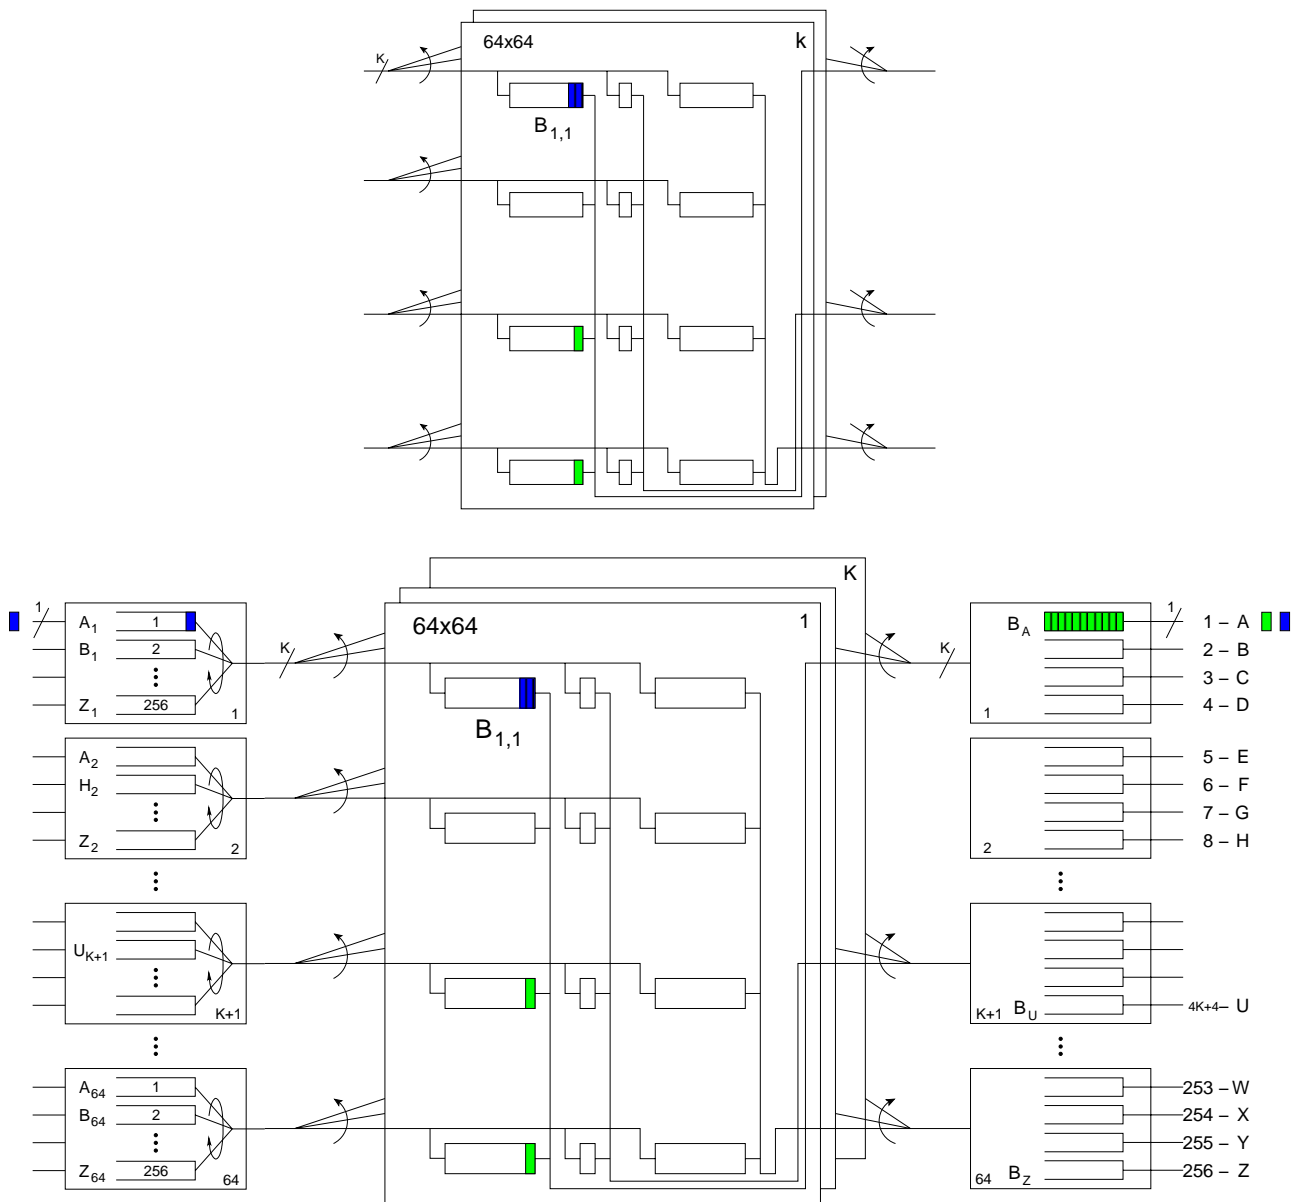 64x64 k
K
B1,1
K
1 A1 1 64x64 1 BA 1 1 – A
B1 2 K K 2 – B
3 – C
Z1 256 1 B1,1 1 4 – D
A2 5 – E
H2 6 – F
7 – G
Z2 2 2 8 – H
UK+1
K+1 K+1 BU 4K+4– U
A64 1 253 – W
B64 2 254 – X
255 – Y
Z64 256 64 64 BZ 256 – Z